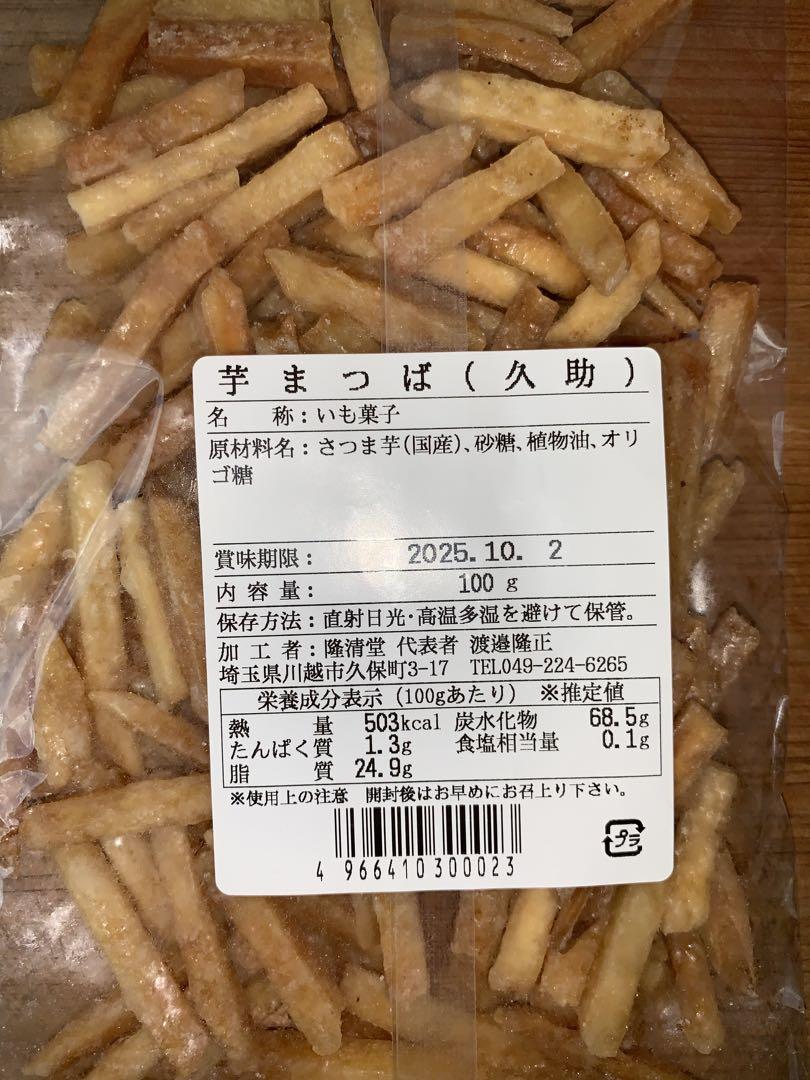 芋まつば(久助)
名 称:いも菓子
原材料名:さつま芋(国産)、砂糖、植物油、オリ
ゴ糖
賞味期限: 2025.10. 2
内容量: 100 g
保存方法:直射日光・高温多湿を避けて保管。
加工者:隆清堂 代表者 渡邉隆正
埼玉県川越市久保町3-17 TEL049-224-6265
栄養成分表示(100gあたり) ※推定値
熱量 503kcal 炭水化物 68.5g
たんぱく質 1.3g 食塩相当量 0.1g
脂質 24.9g
※使用上の注意 開封後はお早めにお召上り下さい。
プラ
4 966410300023